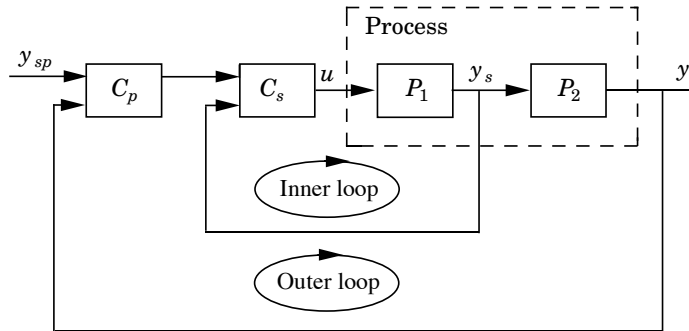 Process
y_sp
C_p
C_s
u
P_1
y_s
P_2
y
Inner loop
Outer loop